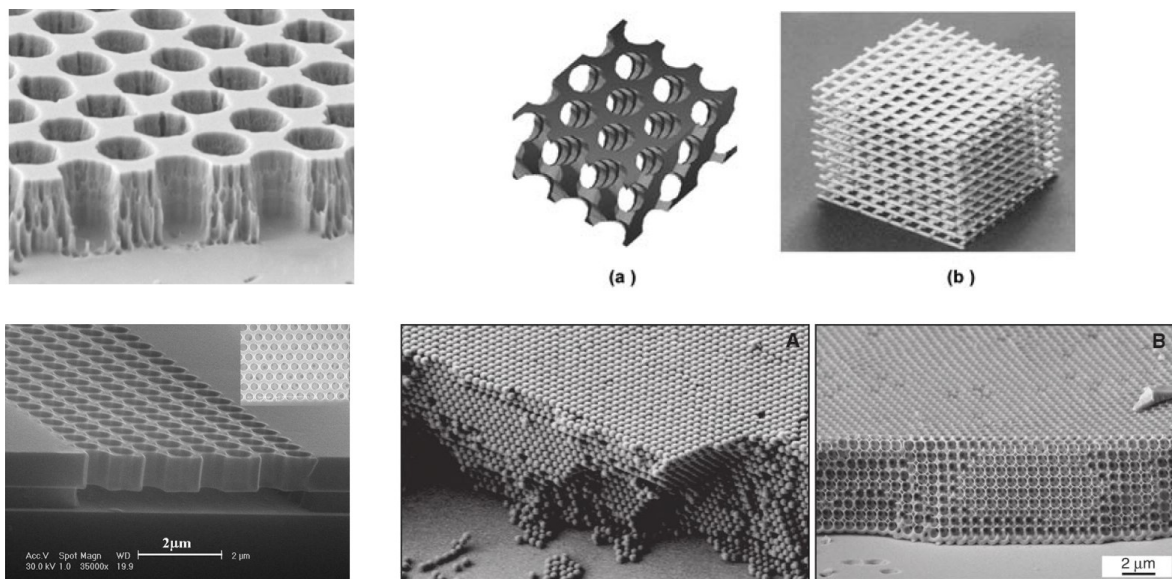 (a )
(b )
A
B
2μm
Acc.V Spot Magn WD 2 μm
30.0 kV 1.0 35000x 19.9
2 μm